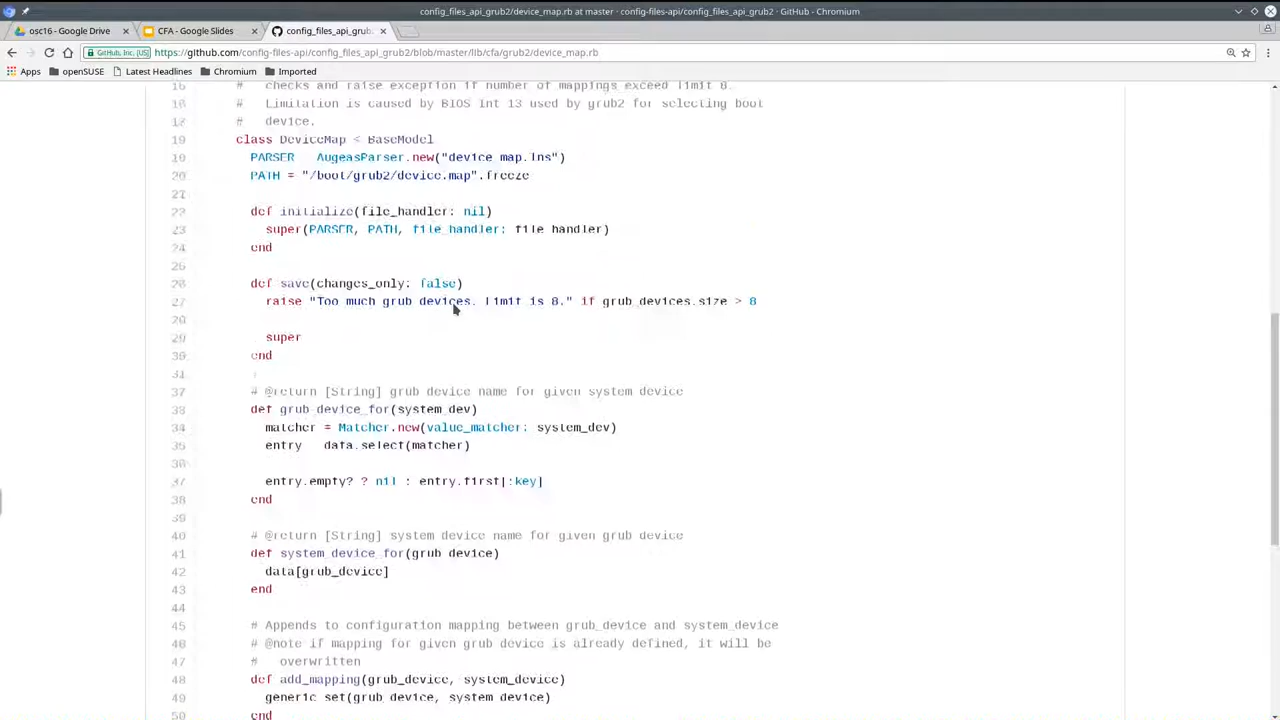 config_files_api_grub2/device_map.rb at master · config-files-api/config_files_api_grub2 · GitHub - Chromium
osc16 - Google Drive
CFA - Google Slides
config_files_api_grub
GitHub, Inc. [US]
https://github.com/config-files-api/config_files_api_grub2/blob/master/lib/cfa/grub2/device_map.rb
Apps openSUSE Latest Headlines Chromium Imported
# checks and raise exception if number of mappings exceed limit 8.
# Limitation is caused by BIOS Int 13 used by grub2 for selecting boot
# device.
class DeviceMap < BaseModel
19 PARSER = AugeasParser.new("device_map.lns")
20 PATH = "/boot/grub2/device.map".freeze
21
22 def initialize(file_handler: nil)
23 super(PARSER, PATH, file_handler: file_handler)
24 end
25
26 def save(changes_only: false)
27 raise "Too much grub devices. Limit is 8." if grub_devices.size > 8
28
29 super
30 end
31
32 # @return [String] grub device name for given system device
33 def grub_device_for(system_dev)
34 matcher = Matcher.new(value_matcher: system_dev)
35 entry = data.select(matcher)
36
37 entry.empty? ? nil : entry.first[:key]
38 end
39
40 # @return [String] system device name for given grub device
41 def system_device_for(grub_device)
42 data[grub_device]
43 end
44
45 # Appends to configuration mapping between grub_device and system_device
46 # @note if mapping for given grub device is already defined, it will be
47 # overwritten
48 def add_mapping(grub_device, system_device)
49 generic_set(grub_device, system_device)
50 end